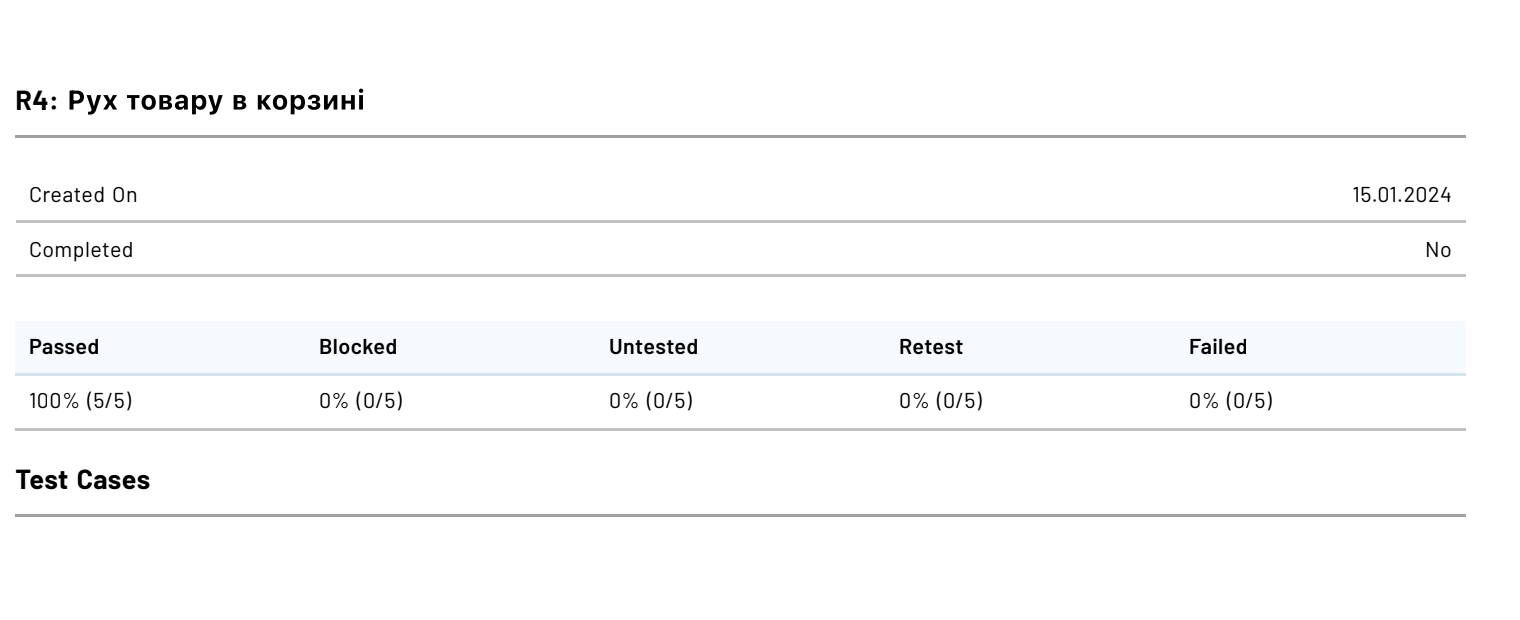 R4: Рух товару в корзині
Created On 15.01.2024
Completed No
Passed Blocked Untested Retest Failed
100% (5/5) 0% (0/5) 0% (0/5) 0% (0/5) 0% (0/5)
Test Cases